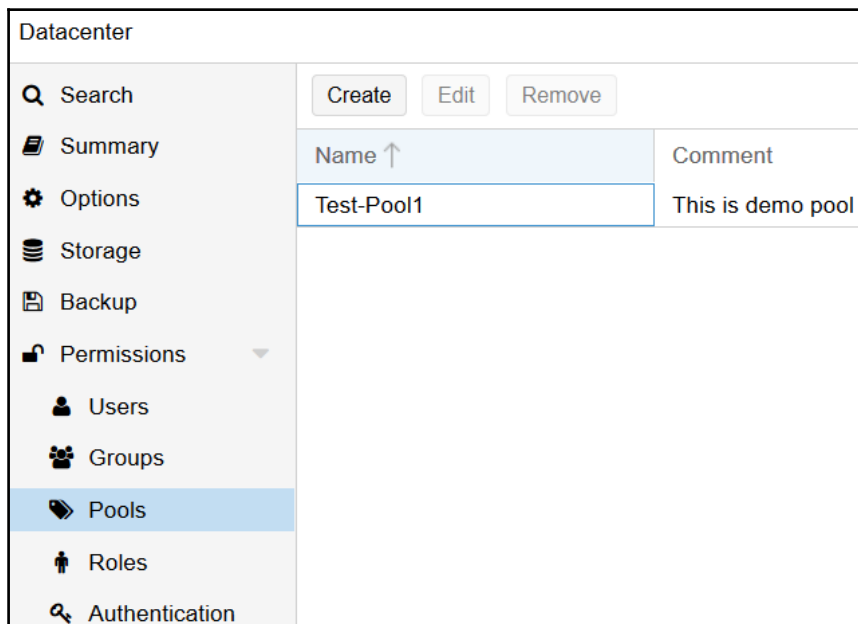 Datacenter
Search
Summary
Options
Storage
Backup
Permissions
Users
Groups
Pools
Roles
Authentication
Create Edit Remove
Name Comment
Test-Pool1 This is demo pool